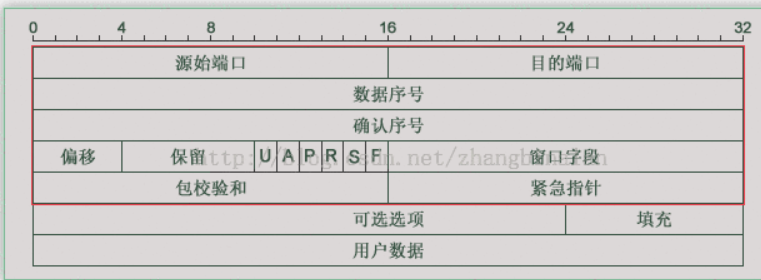 0 4 8 16 24 32
源始端口 目的端口
数据序号
确认序号
偏移 保留 U A P R S F 窗口字段
包校验和 紧急指针
可选选项 填充
用户数据